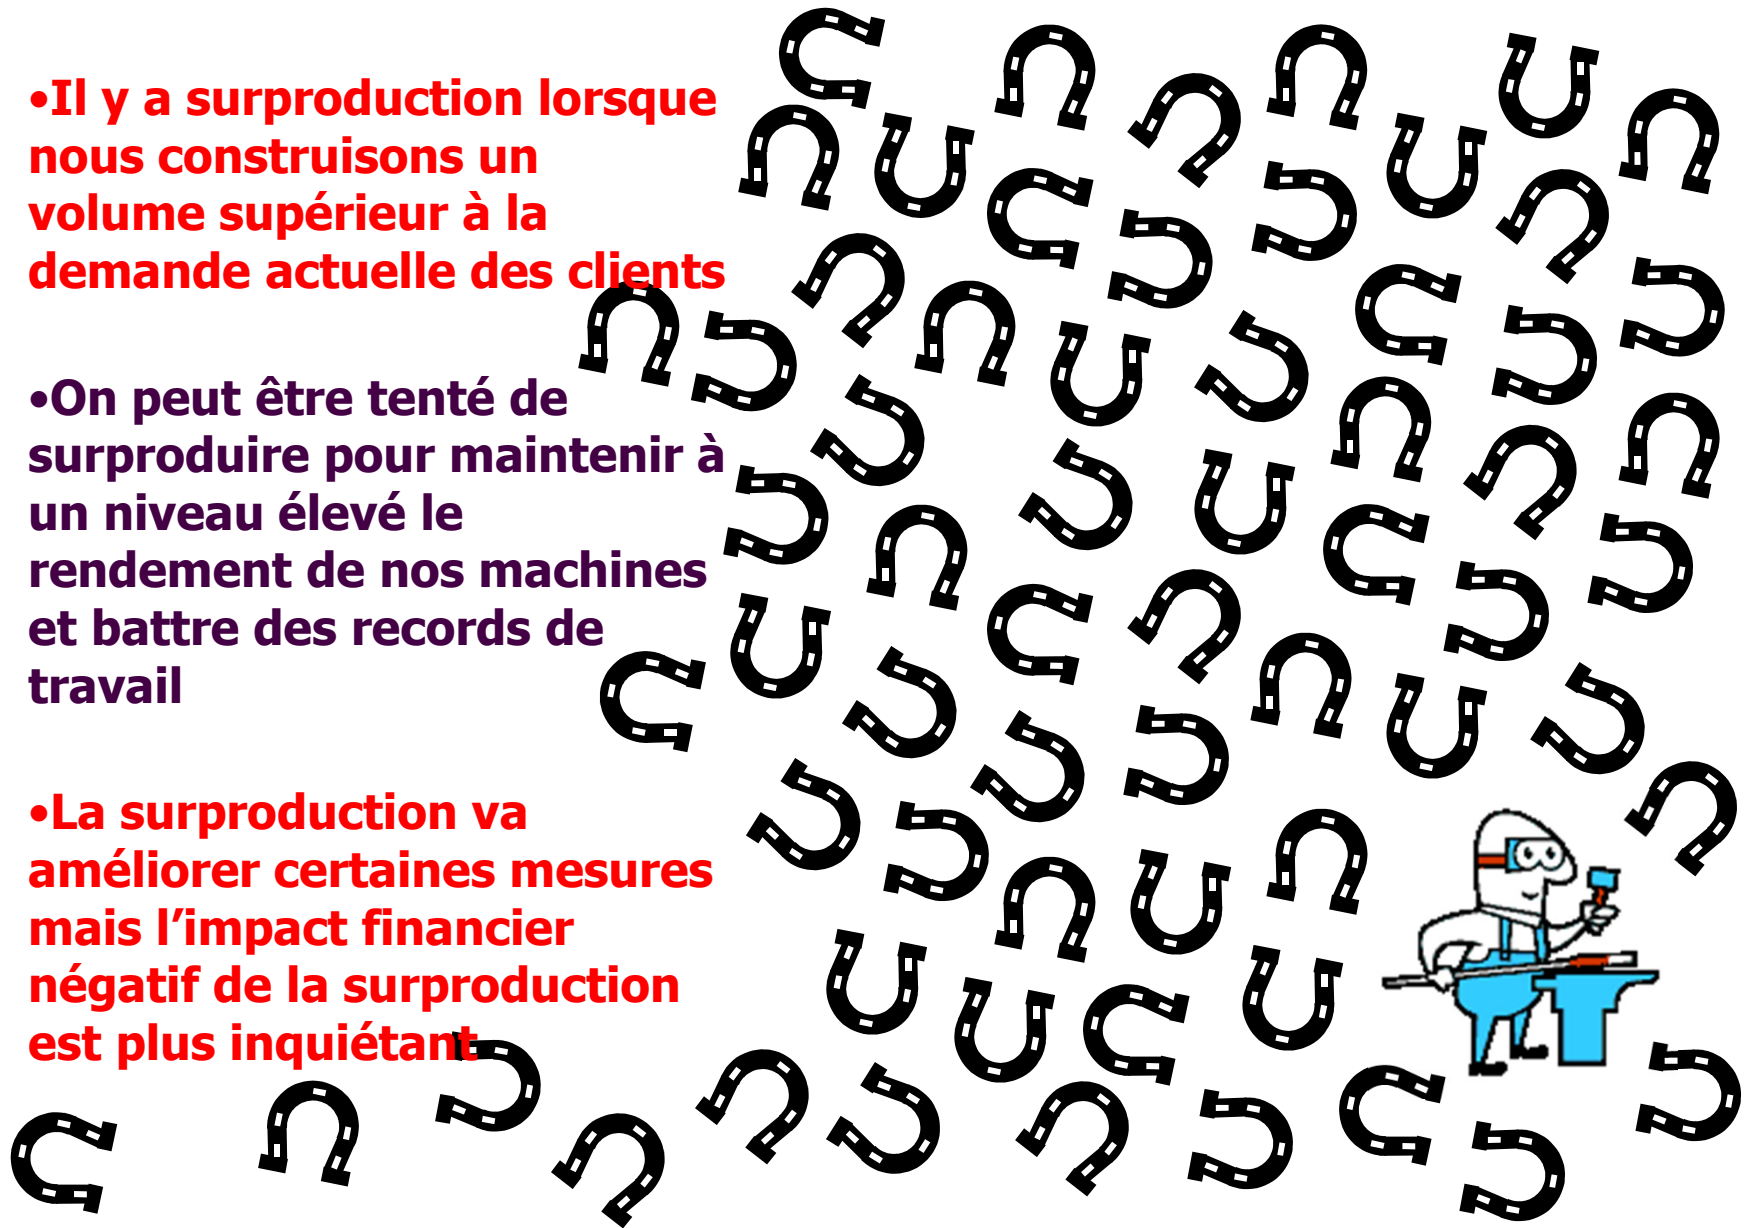 •Il y a surproduction lorsque
nous construisons un
volume supérieur à la
demande actuelle des clients
•On peut être tenté de
surproduire pour maintenir à
un niveau élevé le
rendement de nos machines
et battre des records de
travail
•La surproduction va
améliorer certaines mesures
mais l’impact financier
négatif de la surproduction
est plus inquiétant